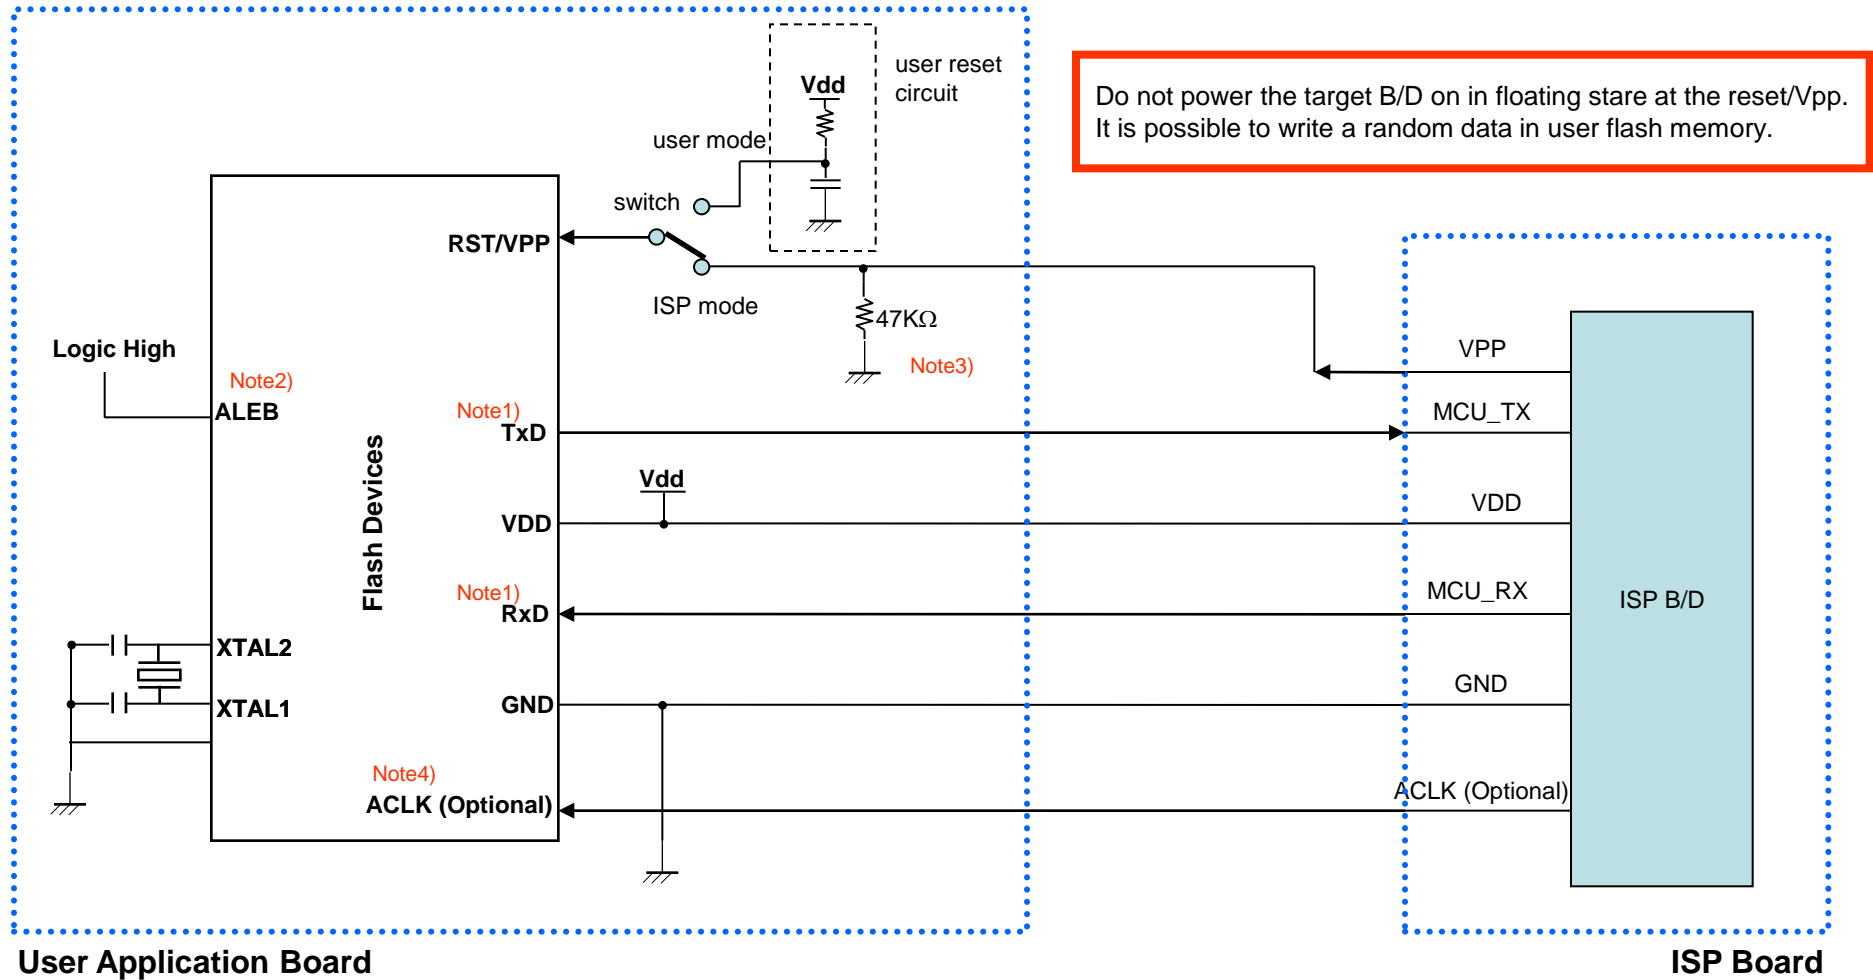 Vdd
user reset
circuit
user mode
switch
RST/VPP
ISP mode
47KΩ
Note3)
Do not power the target B/D on in floating stare at the reset/Vpp.
It is possible to write a random data in user flash memory.
Logic High
Note2)
ALEB
Note1)
TxD
Flash Devices
Vdd
VDD
Note1)
RxD
XTAL2
XTAL1
GND
Note4)
ACLK (Optional)
VPP
MCU_TX
VDD
MCU_RX
GND
ACLK (Optional)
ISP B/D
User Application Board
ISP Board